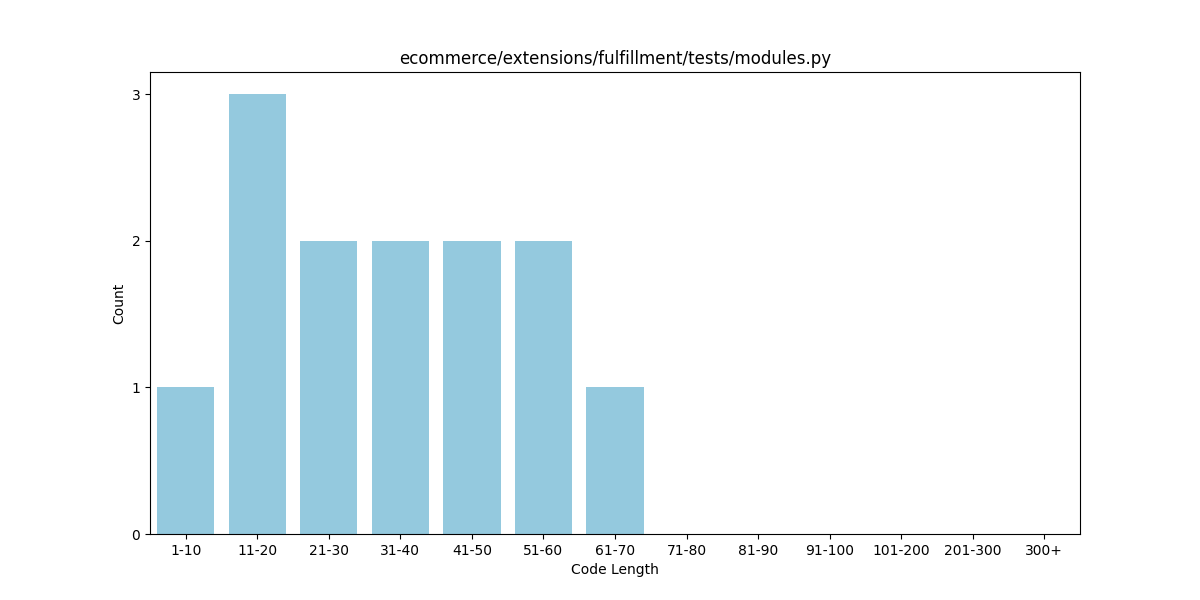 ecommerce/extensions/fulfillment/tests/modules.py
3
2
1
0
Count
1-10 11-20 21-30 31-40 41-50 51-60 61-70 71-80 81-90 91-100 101-200 201-300 300+
Code Length